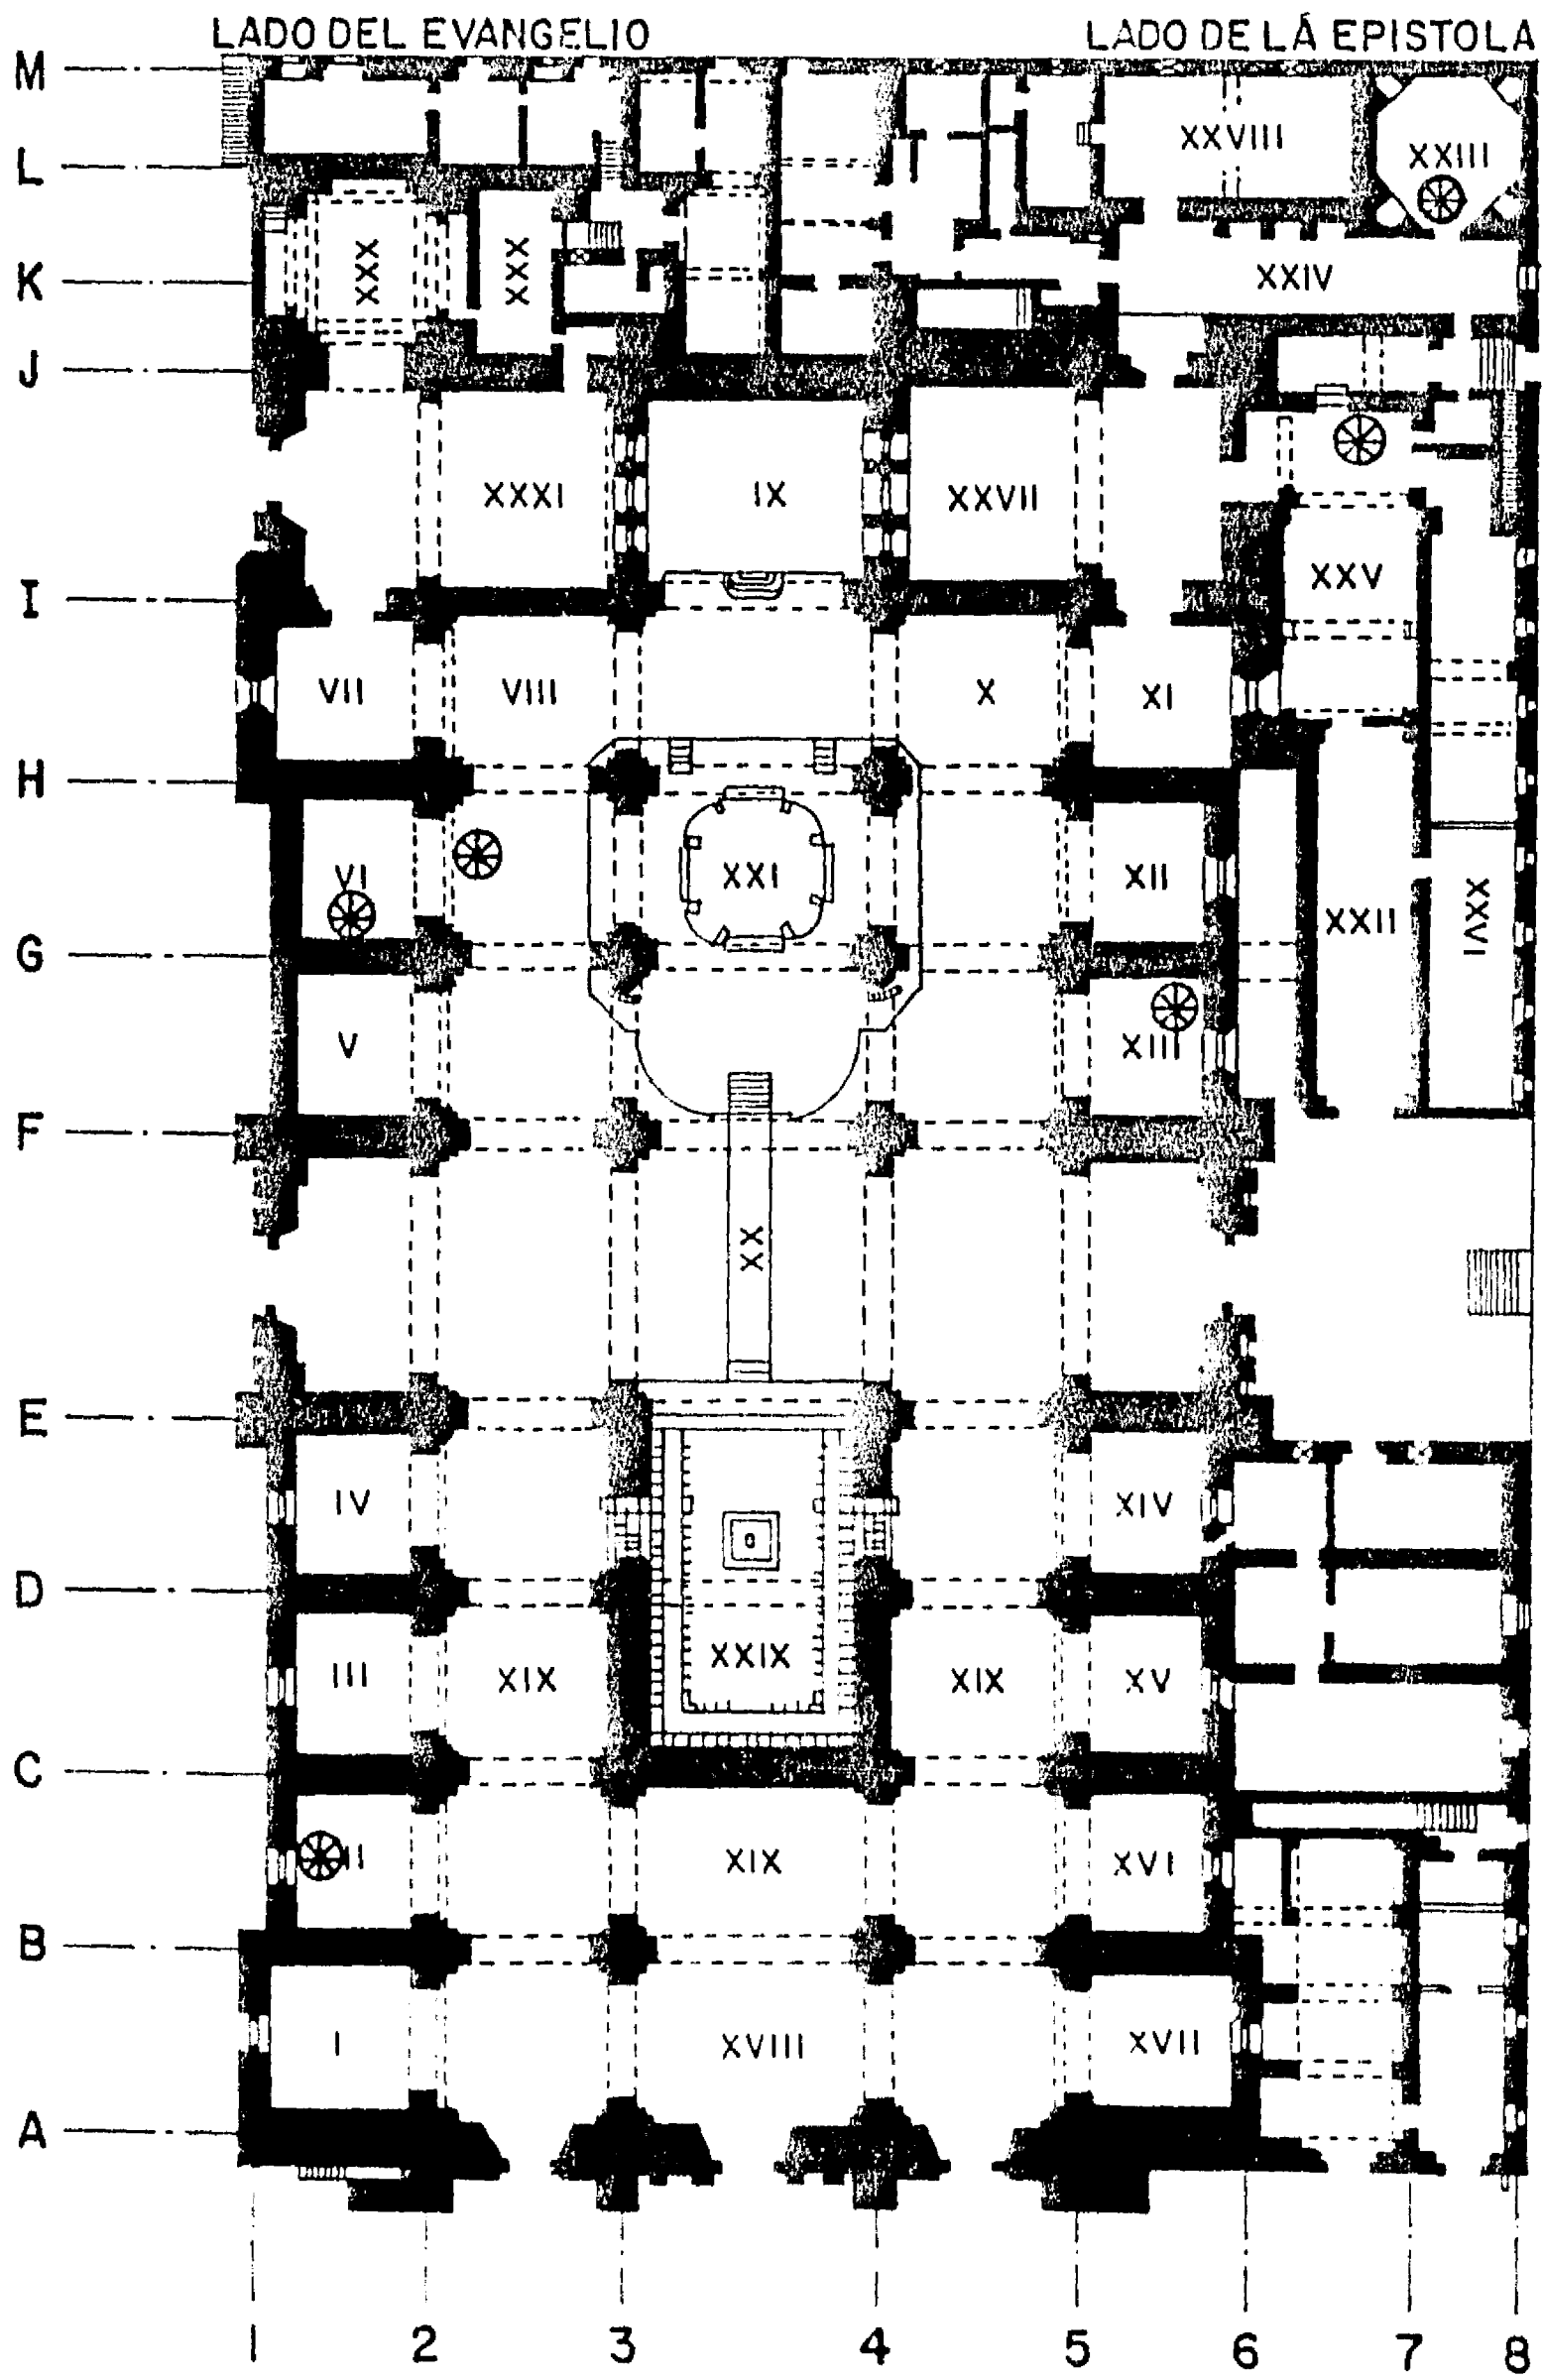 LADO DEL EVANGELIO
LADO DE LÁ EPISTOLA
M
XXVIII
XXIII
L
XXX
XXX
K
XXIV
J
XXXI
IX
XXVII
XXV
I
VII
VIII
X
XI
H
VI
XXI
XII
XXII
XXVI
G
V
XIII
F
XX
E
IV
XIV
D
III
XIX
XXIX
XIX
XV
C
II
XIX
XVI
B
I
XVIII
XVII
A
1
2
3
4
5
6
7
8